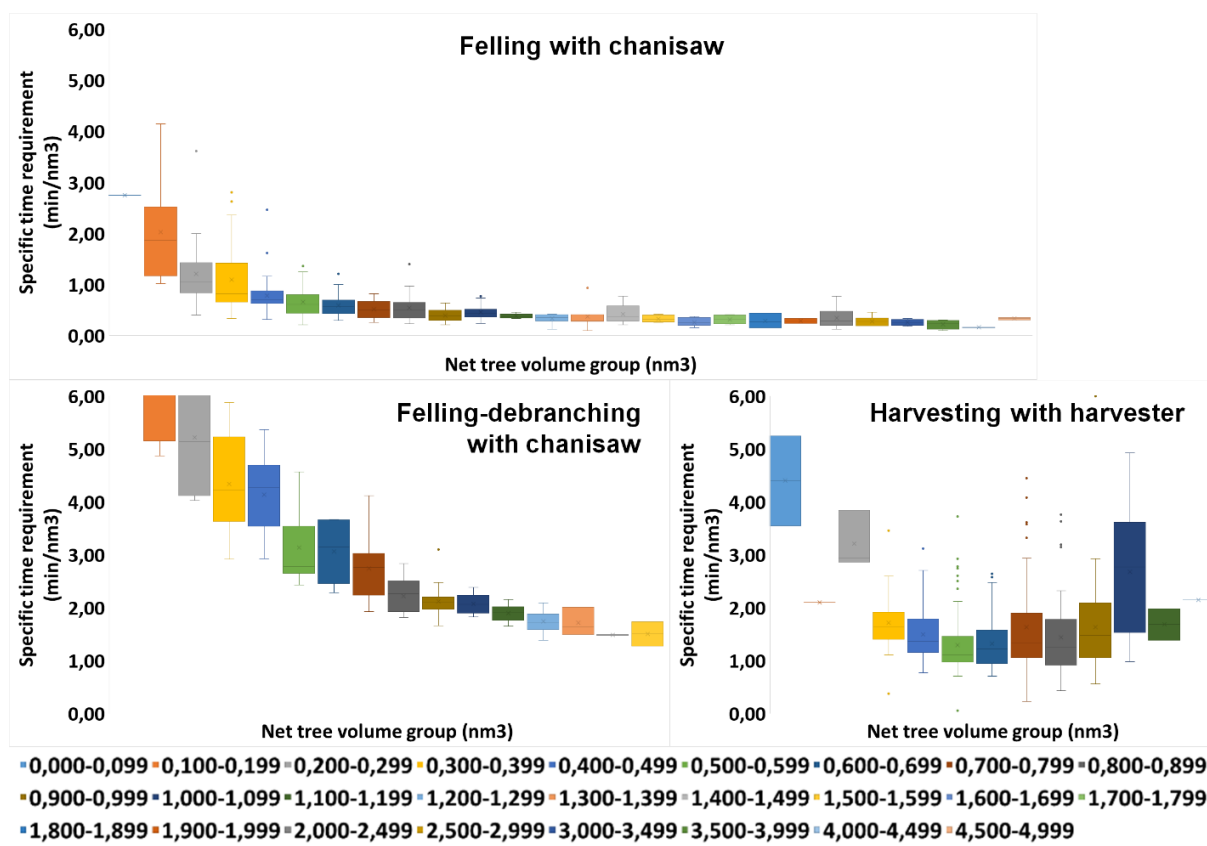 Felling with chanisaw
Specific time requirement
(min/nm3)
6,00
5,00
4,00
3,00
2,00
1,00
0,00
Net tree volume group (nm3)
Felling-debranching
with chanisaw
Specific time requirement
(min/nm3)
6,00
5,00
4,00
3,00
2,00
1,00
0,00
Net tree volume group (nm3)
Harvesting with harvester
Specific time requirement
(min/nm3)
6,00
5,00
4,00
3,00
2,00
1,00
0,00
Net tree volume group (nm3)
0,000-0,099 0,100-0,199 0,200-0,299 0,300-0,399 0,400-0,499 0,500-0,599 0,600-0,699 0,700-0,799 0,800-0,899
0,900-0,999 1,000-1,099 1,100-1,199 1,200-1,299 1,300-1,399 1,400-1,499 1,500-1,599 1,600-1,699 1,700-1,799
1,800-1,899 1,900-1,999 2,000-2,499 2,500-2,999 3,000-3,499 3,500-3,999 4,000-4,499 4,500-4,999